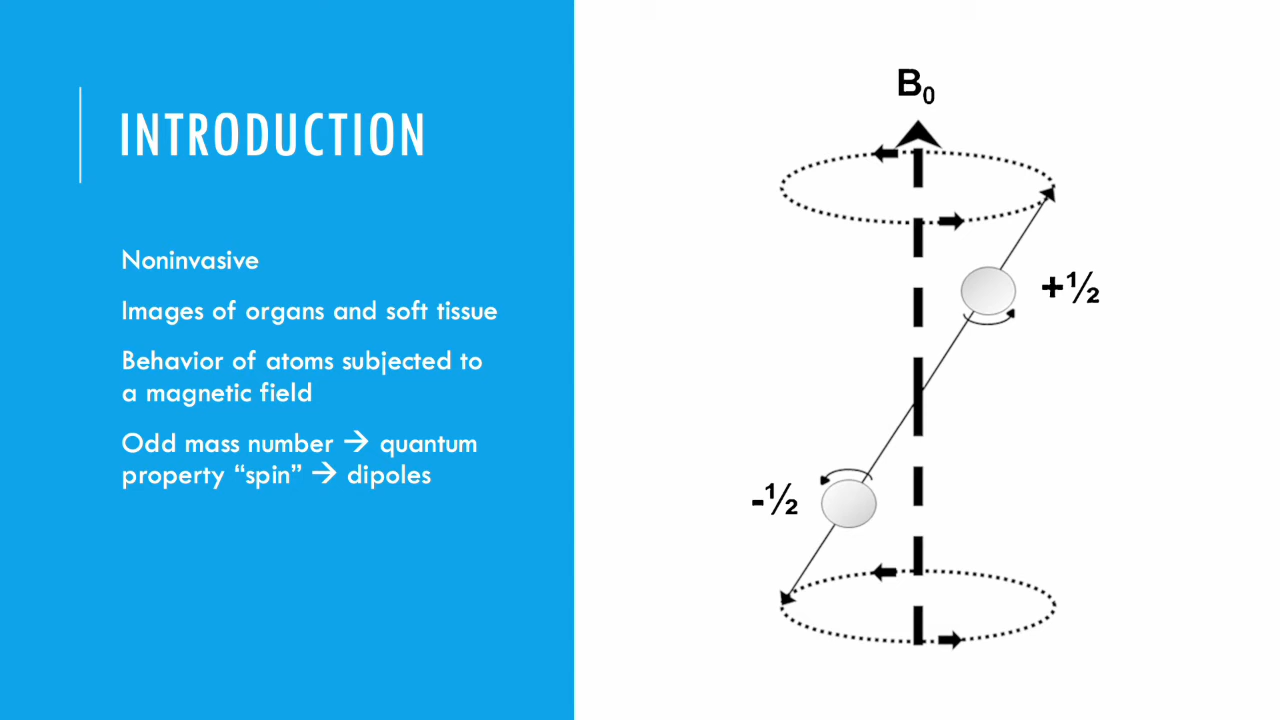 INTRODUCTION
Noninvasive
Images of organs and soft tissue
Behavior of atoms subjected to
a magnetic field
Odd mass number → quantum
property “spin” → dipoles
B₀
+½
-½